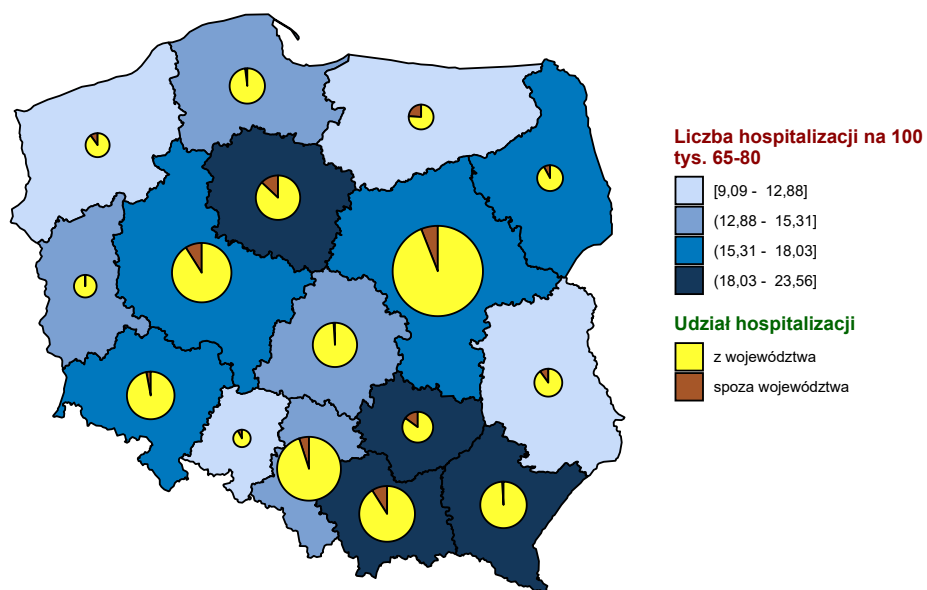 Liczba hospitalizacji na 100
tys. 65-80
[9,09 - 12,88]
(12,88 - 15,31]
(15,31 - 18,03]
(18,03 - 23,56]
Udział hospitalizacji
z województwa
spoza województwa